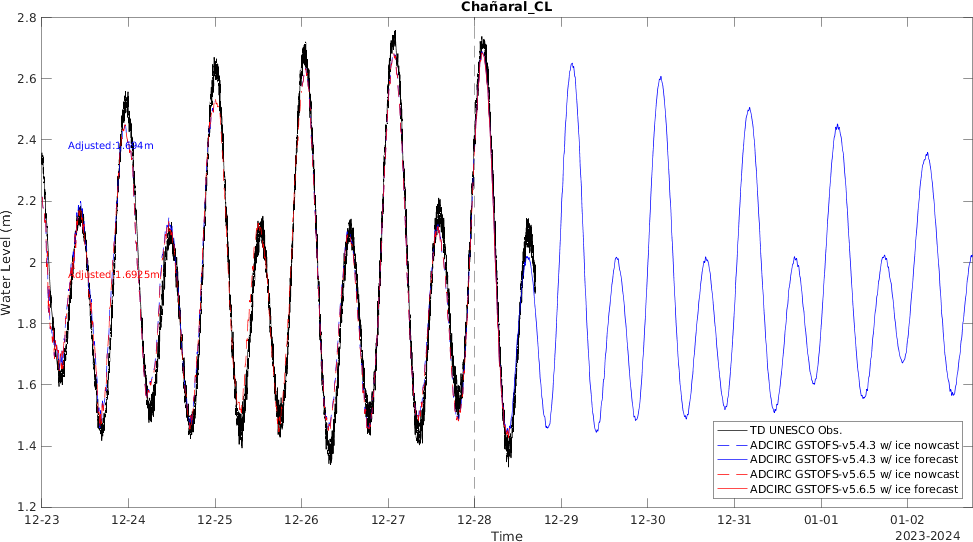 Chañaral_CL
2.8
2.6
2.4
2.2
2
1.8
1.6
1.4
1.2
Water Level (m)
Adjusted:1.694m
Adjusted:1.6925m
TD UNESCO Obs.
ADCIRC GSTOFS-v5.4.3 w/ ice nowcast
ADCIRC GSTOFS-v5.4.3 w/ ice forecast
ADCIRC GSTOFS-v5.6.5 w/ ice nowcast
ADCIRC GSTOFS-v5.6.5 w/ ice forecast
12-23 12-24 12-25 12-26 12-27 12-28 12-29 12-30 12-31 01-01 01-02
Time
2023-2024